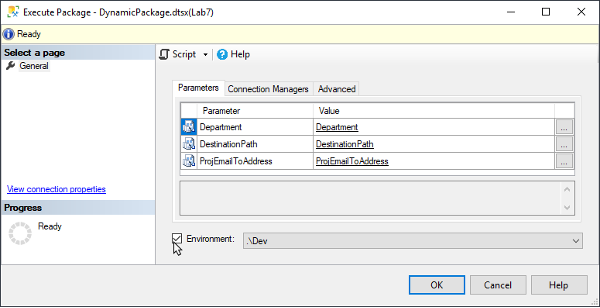 Execute Package - DynamicPackage.dtsx(Lab7)
Ready
Select a page
General
Script Help
Parameters Connection Managers Advanced
Parameter Value
Department Department ...
DestinationPath DestinationPath ...
ProjEmailToAddress ProjEmailToAddress ...
View connection properties
Progress
Ready
Environment: .\Dev
OK Cancel Help